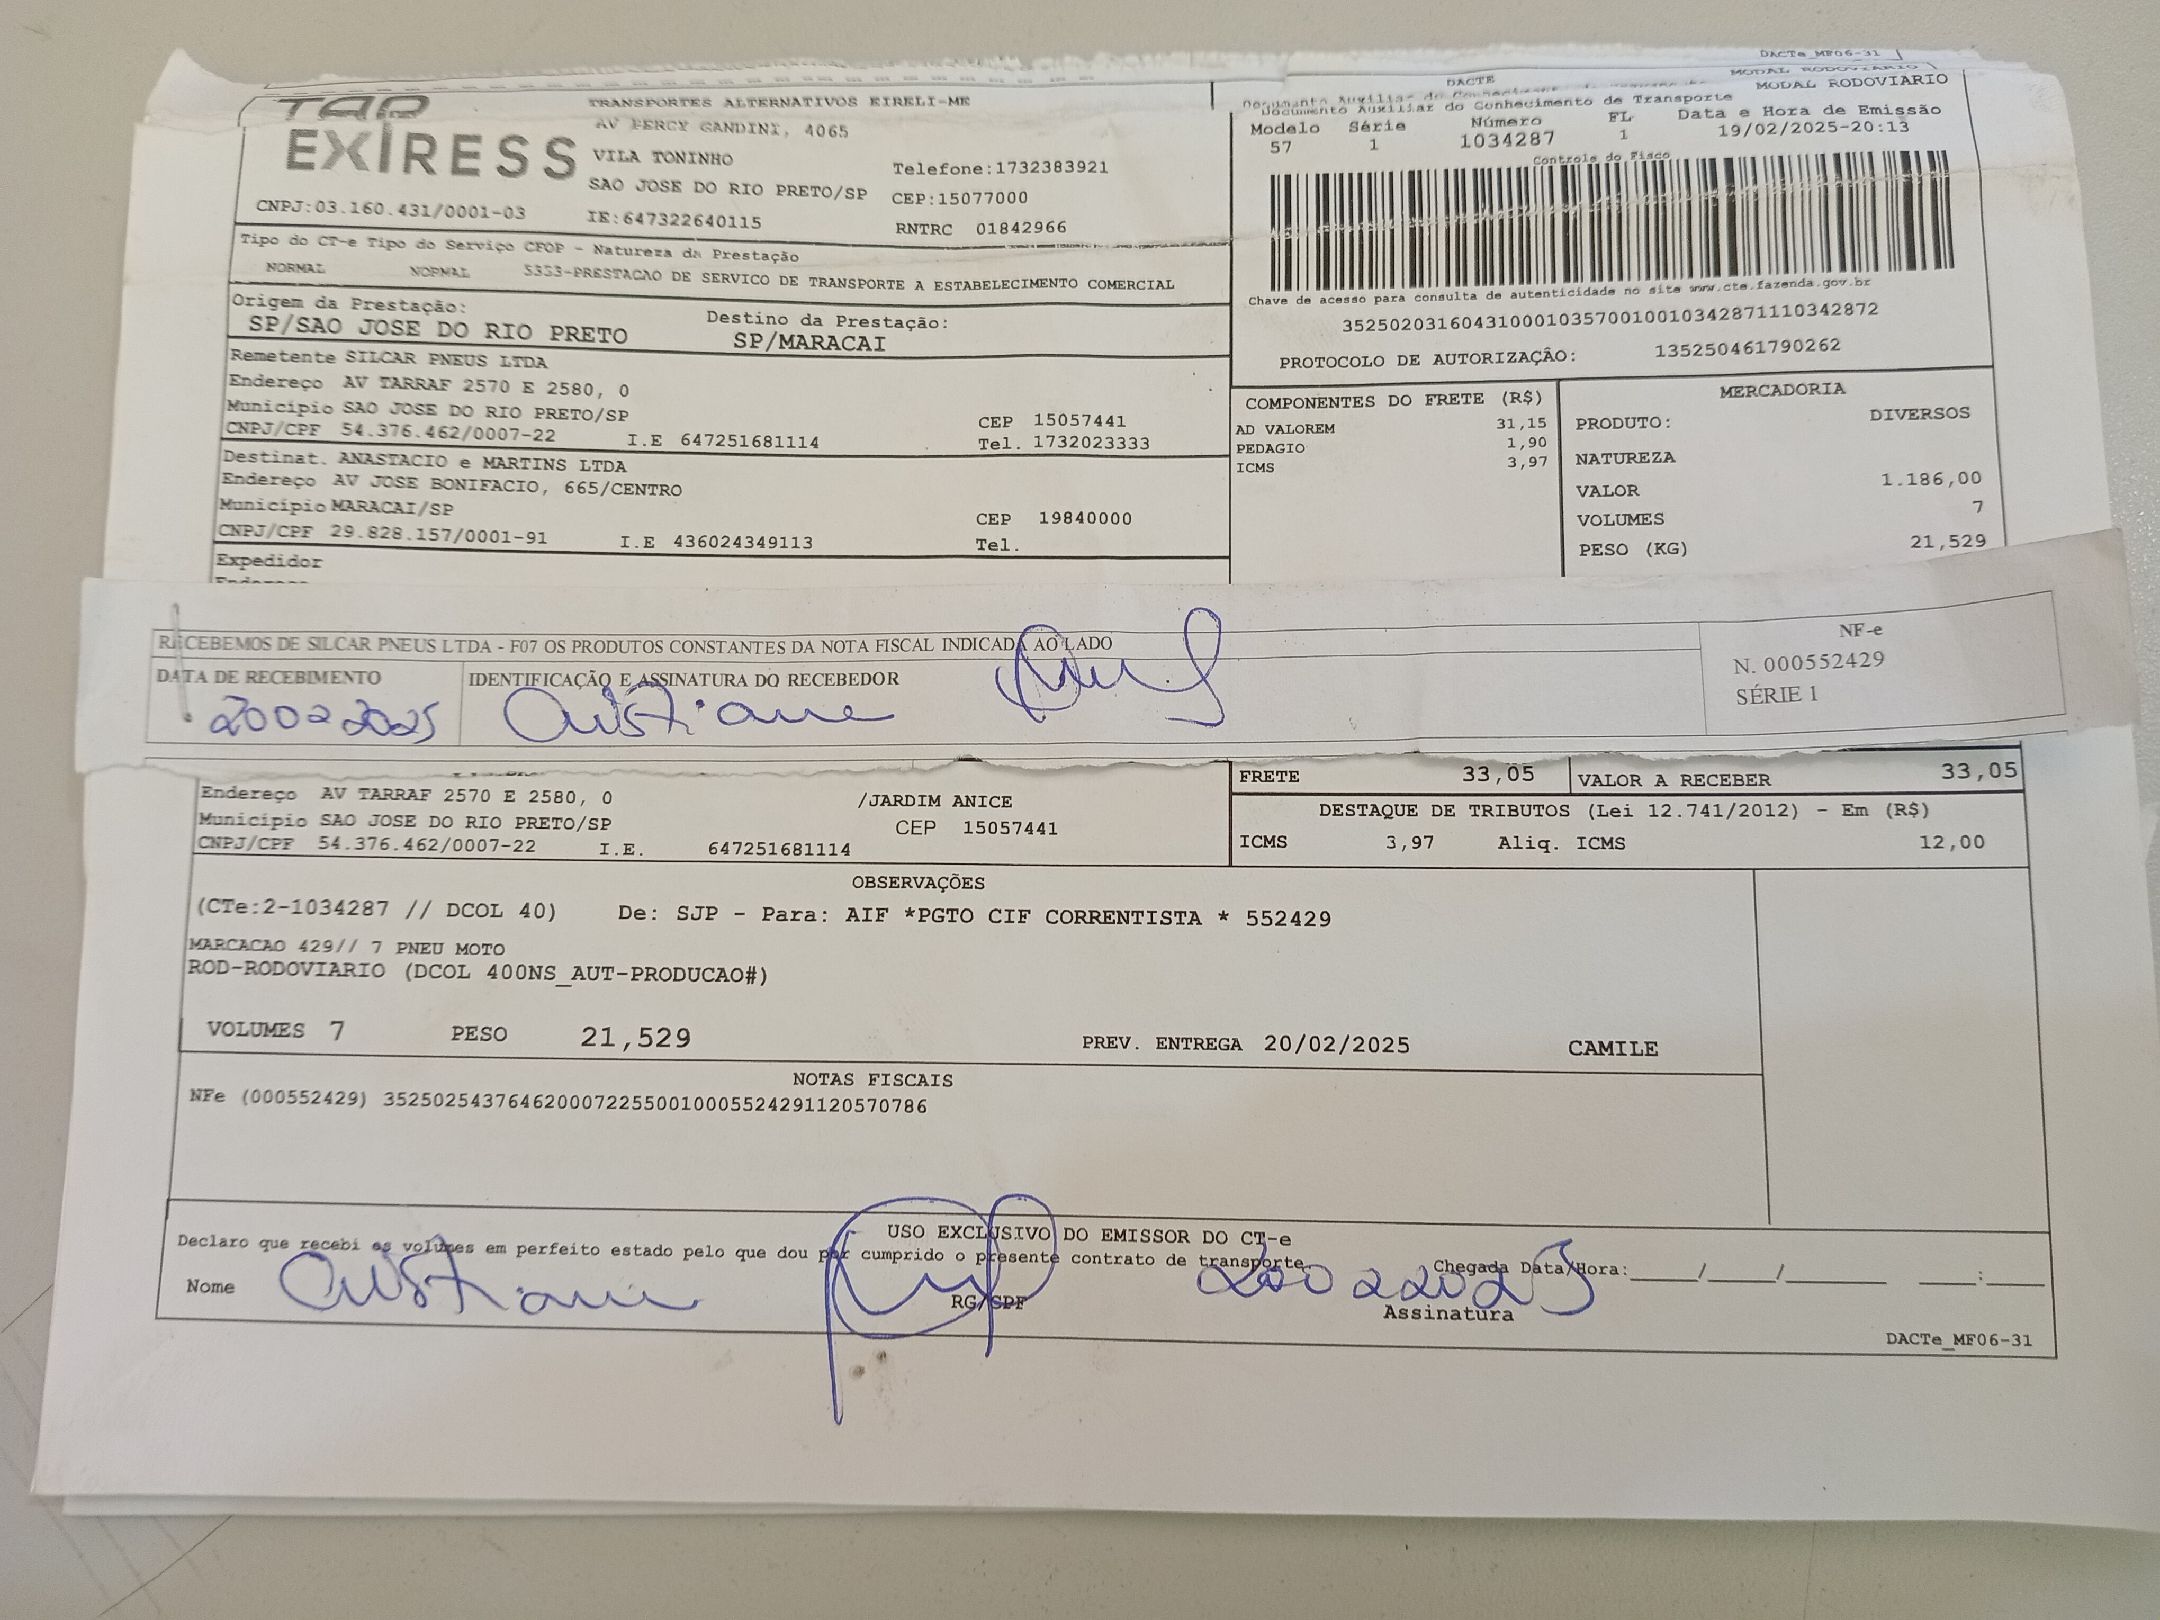 DACTe_MF06-31
MODAL RODOVIARIO
TRANSPORTES ALTERNATIVOS EIRELI-ME
AV PERCY GANDINI, 4065
EXPRESS
VILA TONINHO
Telefone:1732383921
SAO JOSE DO RIO PRETO/SP CEP:15077000
CNPJ:03.160.431/0001-03 IE:647322640115 RNTRC 01842966
DACTE MODAL RODOVIARIO
Documento Auxiliar do Conhecimento de Transporte
Modelo Série Número FL Data e Hora de Emissão
57 1 1034287 1 19/02/2025-20:13
Controle do Fisco
Chave de acesso para consulta de autenticidade no site www.cte.fazenda.gov.br
35250203160431000103570010010342871110342872
PROTOCOLO DE AUTORIZAÇÃO: 135250461790262
Tipo do CT-e Tipo do Serviço CFOP - Natureza da Prestação
NORMAL NORMAL 5353-PRESTACAO DE SERVICO DE TRANSPORTE A ESTABELECIMENTO COMERCIAL
Origem da Prestação: Destino da Prestação:
SP/SAO JOSE DO RIO PRETO SP/MARACAI
Remetente SILCAR PNEUS LTDA
Endereço AV TARRAF 2570 E 2580, 0
Município SAO JOSE DO RIO PRETO/SP CEP 15057441
CNPJ/CPF 54.376.462/0007-22 I.E 647251681114 Tel. 1732023333
Destinat. ANASTACIO e MARTINS LTDA
Endereço AV JOSE BONIFACIO, 665/CENTRO
Município MARACAI/SP CEP 19840000
CNPJ/CPF 29.828.157/0001-91 I.E 436024349113 Tel.
Expedidor
Endereço
COMPONENTES DO FRETE (R$)
AD VALOREM 31,15
PEDAGIO 1,90
ICMS 3,97
MERCADORIA
PRODUTO: DIVERSOS
NATUREZA
VALOR 1.186,00
VOLUMES 7
PESO (KG) 21,529
RECEBEMOS DE SILCAR PNEUS LTDA - F07 OS PRODUTOS CONSTANTES DA NOTA FISCAL INDICADA AO LADO
DATA DE RECEBIMENTO IDENTIFICAÇÃO E ASSINATURA DO RECEBEDOR
20022025 Cristiane
NF-e
N. 000552429
SÉRIE 1
Endereço AV TARRAF 2570 E 2580, 0 /JARDIM ANICE
Município SAO JOSE DO RIO PRETO/SP CEP 15057441
CNPJ/CPF 54.376.462/0007-22 I.E. 647251681114
FRETE 33,05 VALOR A RECEBER 33,05
DESTAQUE DE TRIBUTOS (Lei 12.741/2012) - Em (R$)
ICMS 3,97 Aliq. ICMS 12,00
OBSERVAÇÕES
(CTe:2-1034287 // DCOL 40) De: SJP - Para: AIF *PGTO CIF CORRENTISTA * 552429
MARCACAO 429// 7 PNEU MOTO
ROD-RODOVIARIO (DCOL 400NS_AUT-PRODUCAO#)
VOLUMES 7 PESO 21,529 PREV. ENTREGA 20/02/2025 CAMILE
NOTAS FISCAIS
NFe (000552429) 35250254376462000722550010005524291120570786
USO EXCLUSIVO DO EMISSOR DO CT-e
Declaro que recebi os volumes em perfeito estado pelo que dou por cumprido o presente contrato de transporte.
Chegada Data/Hora:____/____/______ ___:____
Nome Cristiane RG/CPF 20022025 Assinatura
DACTe_MF06-31